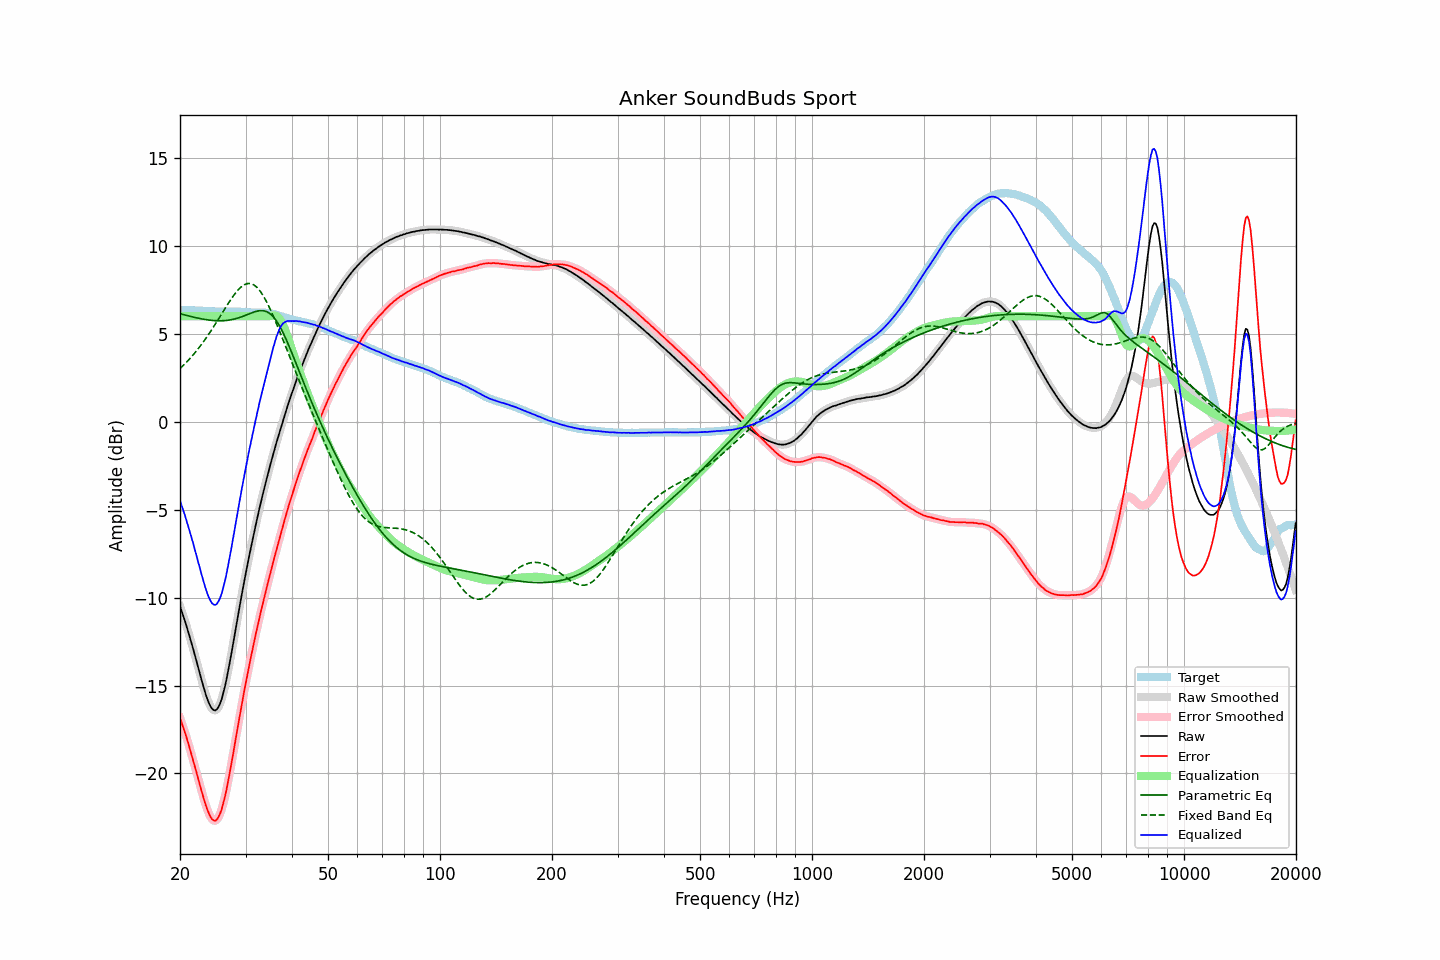 Anker SoundBuds Sport
Amplitude (dBr)
15
10
5
0
−5
−10
−15
−20
20
50
100
200
500
1000
2000
5000
10000
20000
Frequency (Hz)
Target
Raw Smoothed
Error Smoothed
Raw
Error
Equalization
Parametric Eq
Fixed Band Eq
Equalized